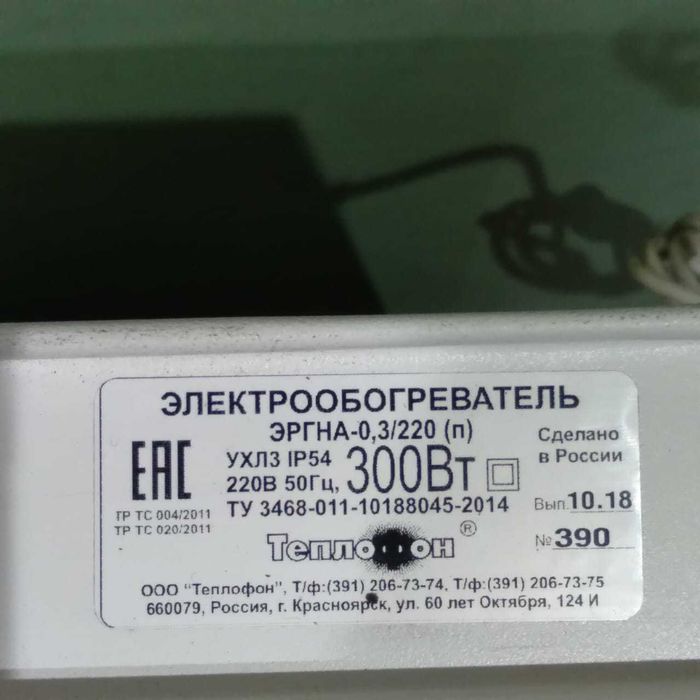 ЭЛЕКТРООБОГРЕВАТЕЛЬ
ЭРГНА-0,3/220 (п)
EAC
УХЛ3 IP54
220В 50Гц, 300Вт
ТУ 3468-011-10188045-2014
ТР ТС 004/2011
ТР ТС 020/2011
Сделано
в России
Вып.10.18
№390
Теплофон®
ООО "Теплофон", Т/ф:(391) 206-73-74, Т/ф:(391) 206-73-75
660079, Россия, г. Красноярск, ул. 60 лет Октября, 124 И